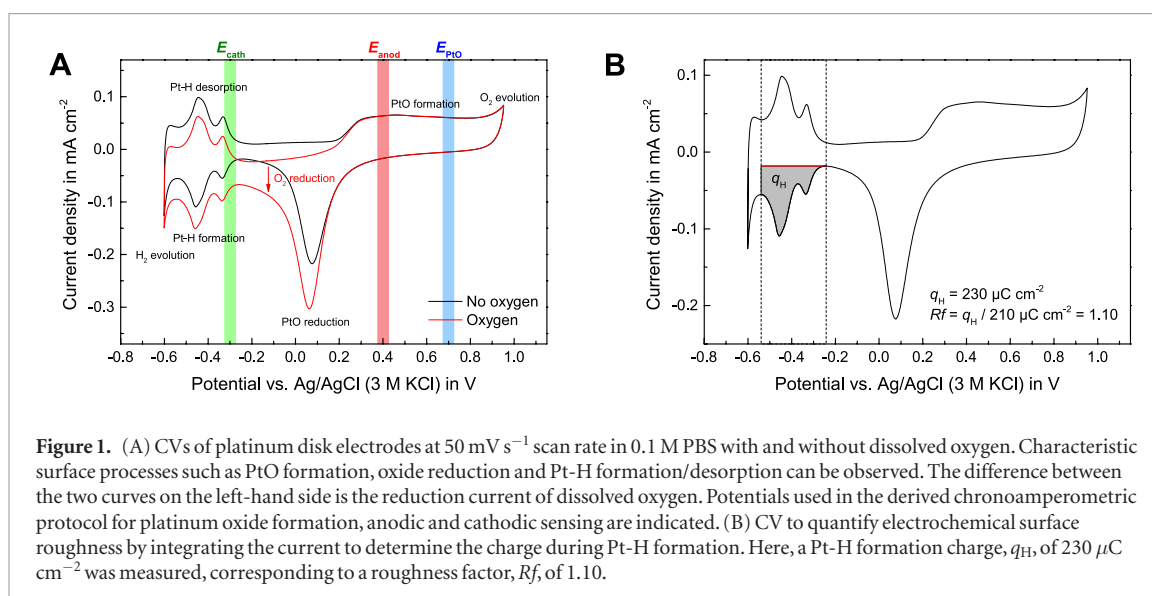 A
E_cath
E_anod
E_PtO
Pt-H desorption
PtO formation
O₂ evolution
O₂ reduction
Pt-H formation
H₂ evolution
PtO reduction
No oxygen
Oxygen
0.1
0.0
-0.1
-0.2
-0.3
Current density in mA cm⁻²
-0.8 -0.6 -0.4 -0.2 0.0 0.2 0.4 0.6 0.8 1.0
Potential vs. Ag/AgCl (3 M KCl) in V
B
q_H
q_H = 230 µC cm⁻²
Rf = q_H / 210 µC cm⁻² = 1.10
0.1
0.0
-0.1
-0.2
Current density in mA cm⁻²
-0.8 -0.6 -0.4 -0.2 0.0 0.2 0.4 0.6 0.8 1.0
Potential vs. Ag/AgCl (3 M KCl) in V
Figure 1. (A) CVs of platinum disk electrodes at 50 mV s⁻¹ scan rate in 0.1 M PBS with and without dissolved oxygen. Characteristic
surface processes such as PtO formation, oxide reduction and Pt-H formation/desorption can be observed. The difference between
the two curves on the left-hand side is the reduction current of dissolved oxygen. Potentials used in the derived chronoamperometric
protocol for platinum oxide formation, anodic and cathodic sensing are indicated. (B) CV to quantify electrochemical surface
roughness by integrating the current to determine the charge during Pt-H formation. Here, a Pt-H formation charge, q_H, of 230 µC
cm⁻² was measured, corresponding to a roughness factor, Rf, of 1.10.